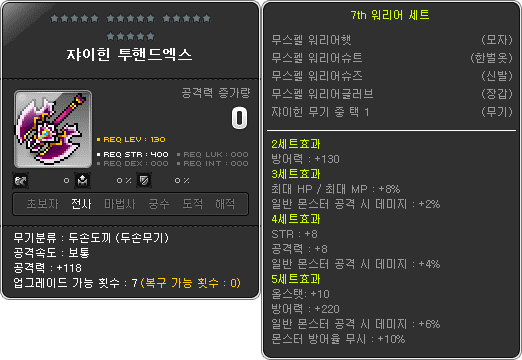 쟈이힌 투핸드엑스
공격력 증가량
0
REQ LEV : 130
REQ STR : 400
REQ LUK : 000
REQ DEX : 000
REQ INT : 000
0
0 %
0 %
초보자 전사 마법사 궁수 도적 해적
무기분류 : 두손도끼 (두손무기)
공격속도 : 보통
공격력 : +118
업그레이드 가능 횟수 : 7 (복구 가능 횟수 : 0)
7th 워리어 세트
무스펠 워리어햇 (모자)
무스펠 워리어슈트 (한벌옷)
무스펠 워리어슈즈 (신발)
무스펠 워리어글러브 (장갑)
쟈이힌 무기 중 택 1 (무기)
2세트효과
방어력 : +130
3세트효과
최대 HP / 최대 MP : +8%
일반 몬스터 공격 시 데미지 : +2%
4세트효과
STR : +8
공격력 : +8
일반 몬스터 공격 시 데미지 : +4%
5세트효과
올스탯: +10
방어력 : +220
일반 몬스터 공격 시 데미지 : +6%
몬스터 방어율 무시 : +10%